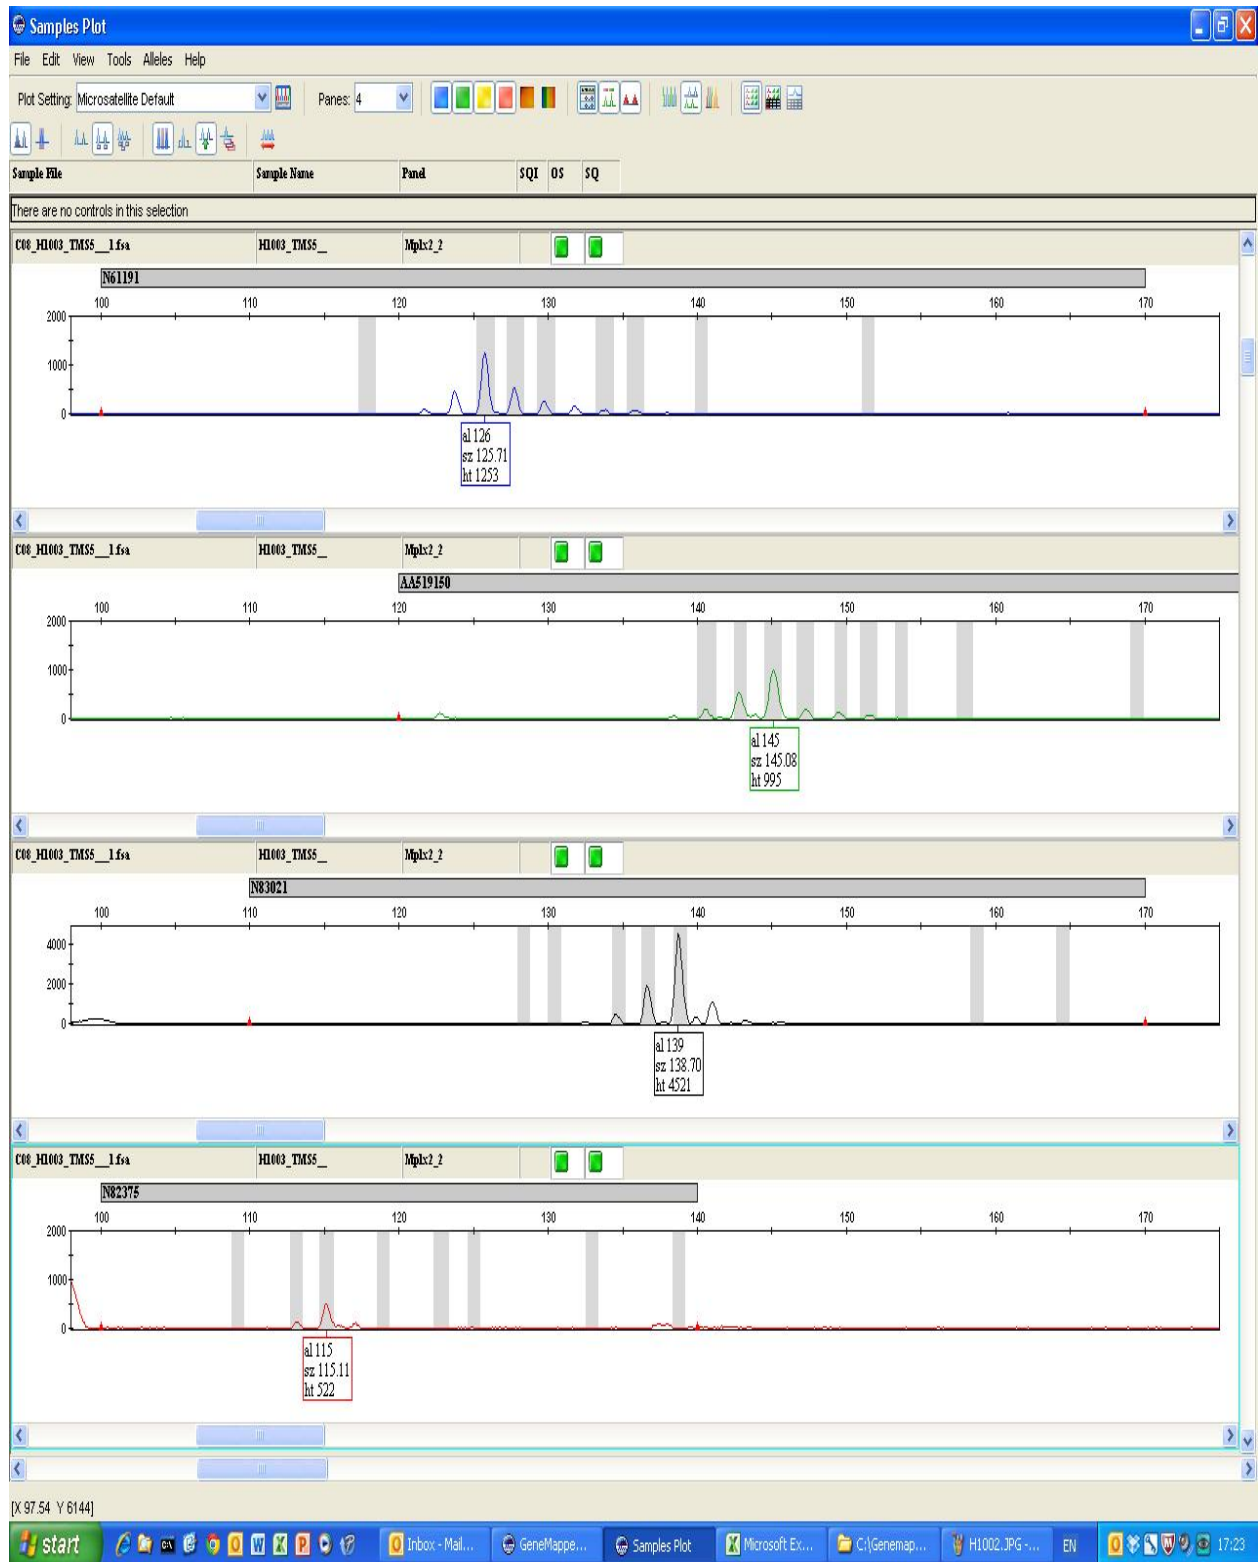 Samples Plot
File Edit View Tools Alleles Help
Plot Setting: Microsatellite Default Panes: 4
Sample File Sample Name Panel SQI OS SQ
There are no controls in this selection
C08_H1003_TMS5__1.fsa H1003_TMS5__ Mplx2_2
N61191
100 110 120 130 140 150 160 170
2000
1000
0
al 126
sz 125.71
ht 1253
C08_H1003_TMS5__1.fsa H1003_TMS5__ Mplx2_2
AA519150
100 110 120 130 140 150 160 170
2000
1000
0
al 145
sz 145.08
ht 995
C08_H1003_TMS5__1.fsa H1003_TMS5__ Mplx2_2
N83021
100 110 120 130 140 150 160 170
4000
2000
0
al 139
sz 138.70
ht 4521
C08_H1003_TMS5__1.fsa H1003_TMS5__ Mplx2_2
N82375
100 110 120 130 140 150 160 170
2000
1000
0
al 115
sz 115.11
ht 522
[X 97.54 Y 6144]
start Inbox - Mail... GeneMappe... Samples Plot Microsoft Ex... C:\Genemap... H1002.JPG -... EN 17:23